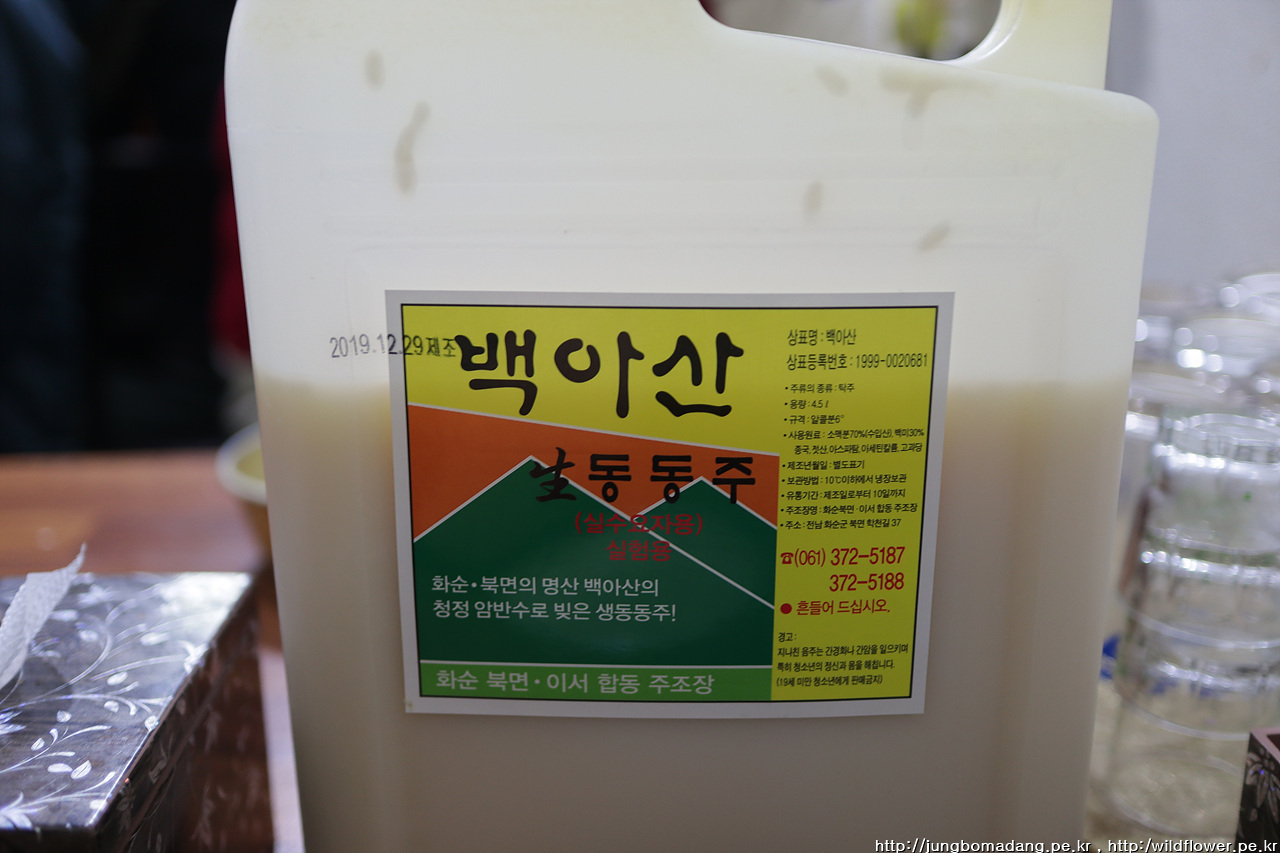 2019.12.29제조
백아산
生동동주
(실수요자용)
실험용
화순·북면의 명산 백아산의
청정 암반수로 빚은 생동동주!
화순 북면·이서 합동 주조장
상표명 : 백아산
상표등록번호 : 1999-0020681
• 주류의 종류 : 탁주
• 용량 : 4.5ℓ
• 규격 : 알콜분6°
• 사용원료 : 소맥분70%(수입산), 백미30%
종국, 젓산, 아스파탐, 아세틴칼륨, 고과당
• 제조년월일 : 별도표기
• 보관방법 : 10℃이하에서 냉장보관
• 유통기간 : 제조일로부터 10일까지
• 주조장명 : 화순북면·이서 합동 주조장
• 주소 : 전남 화순군 북면 학천길 37
☎(061) 372-5187
372-5188
● 흔들어 드십시오.
경고 :
지나친 음주는 간경화나 간암을 일으키며
특히 청소년의 정신과 몸을 해칩니다.
(19세 미만 청소년에게 판매금지)
http://jungbomadang.pe.kr , http:/wildflower.pe.kr